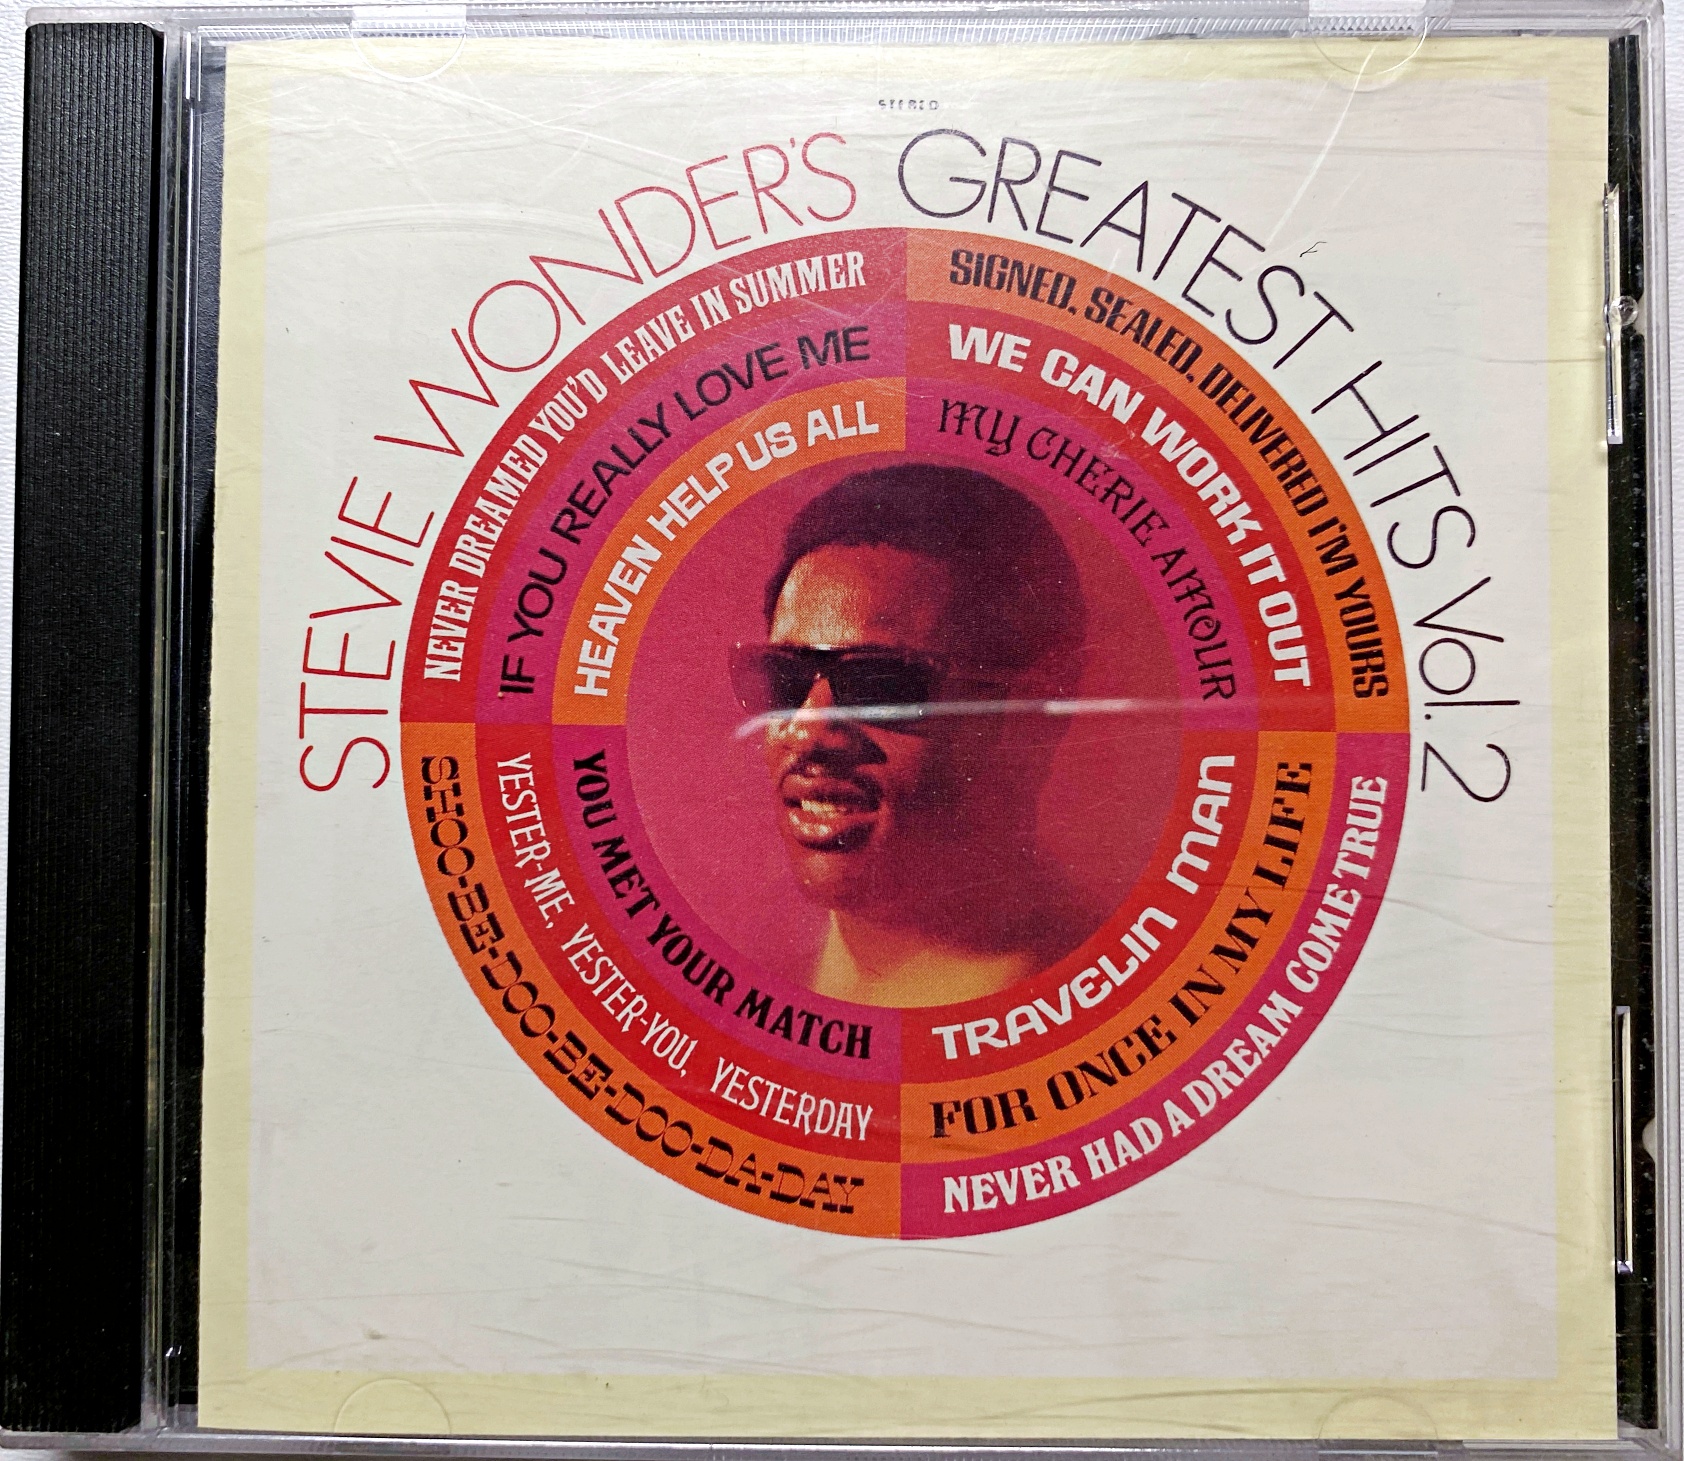 STEREO
STEVIE WONDER'S GREATEST HITS Vol. 2
NEVER DREAMED YOU'D LEAVE IN SUMMER
IF YOU REALLY LOVE ME
HEAVEN HELP US ALL
SIGNED, SEALED, DELIVERED I'M YOURS
WE CAN WORK IT OUT
MY CHERIE AMOUR
YOU MET YOUR MATCH
YESTER-ME, YESTER-YOU, YESTERDAY
SHOO-BE-DOO-BE-DOO-DA-DAY
TRAVELIN MAN
FOR ONCE IN MY LIFE
NEVER HAD A DREAM COME TRUE